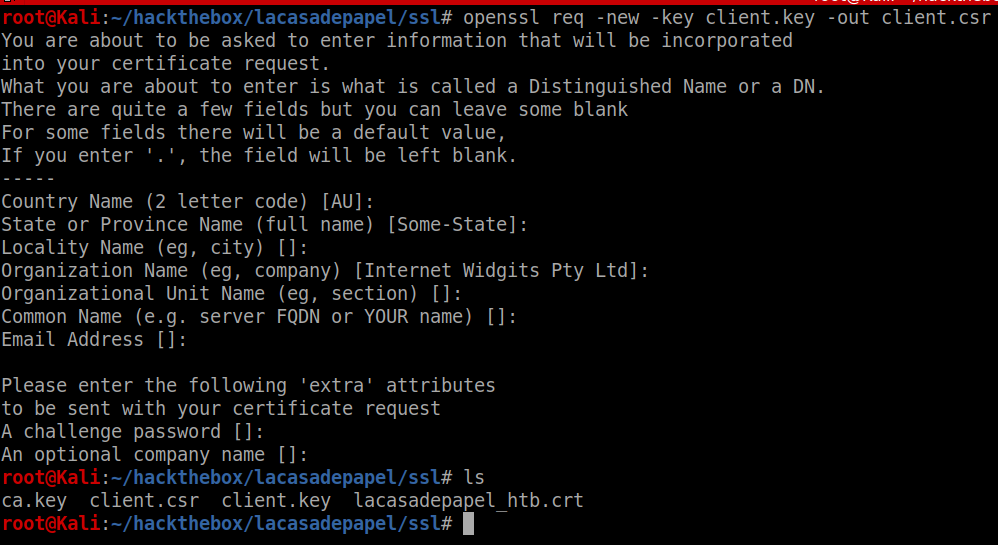 root@Kali:~/hackthebox/lacasadepapel/ssl# openssl req -new -key client.key -out client.csr
You are about to be asked to enter information that will be incorporated
into your certificate request.
What you are about to enter is what is called a Distinguished Name or a DN.
There are quite a few fields but you can leave some blank
For some fields there will be a default value,
If you enter '.', the field will be left blank.
-----
Country Name (2 letter code) [AU]:
State or Province Name (full name) [Some-State]:
Locality Name (eg, city) []:
Organization Name (eg, company) [Internet Widgits Pty Ltd]:
Organizational Unit Name (eg, section) []:
Common Name (e.g. server FQDN or YOUR name) []:
Email Address []:

Please enter the following 'extra' attributes
to be sent with your certificate request
A challenge password []:
An optional company name []:
root@Kali:~/hackthebox/lacasadepapel/ssl# ls
ca.key  client.csr  client.key  lacasadepapel_htb.crt
root@Kali:~/hackthebox/lacasadepapel/ssl#